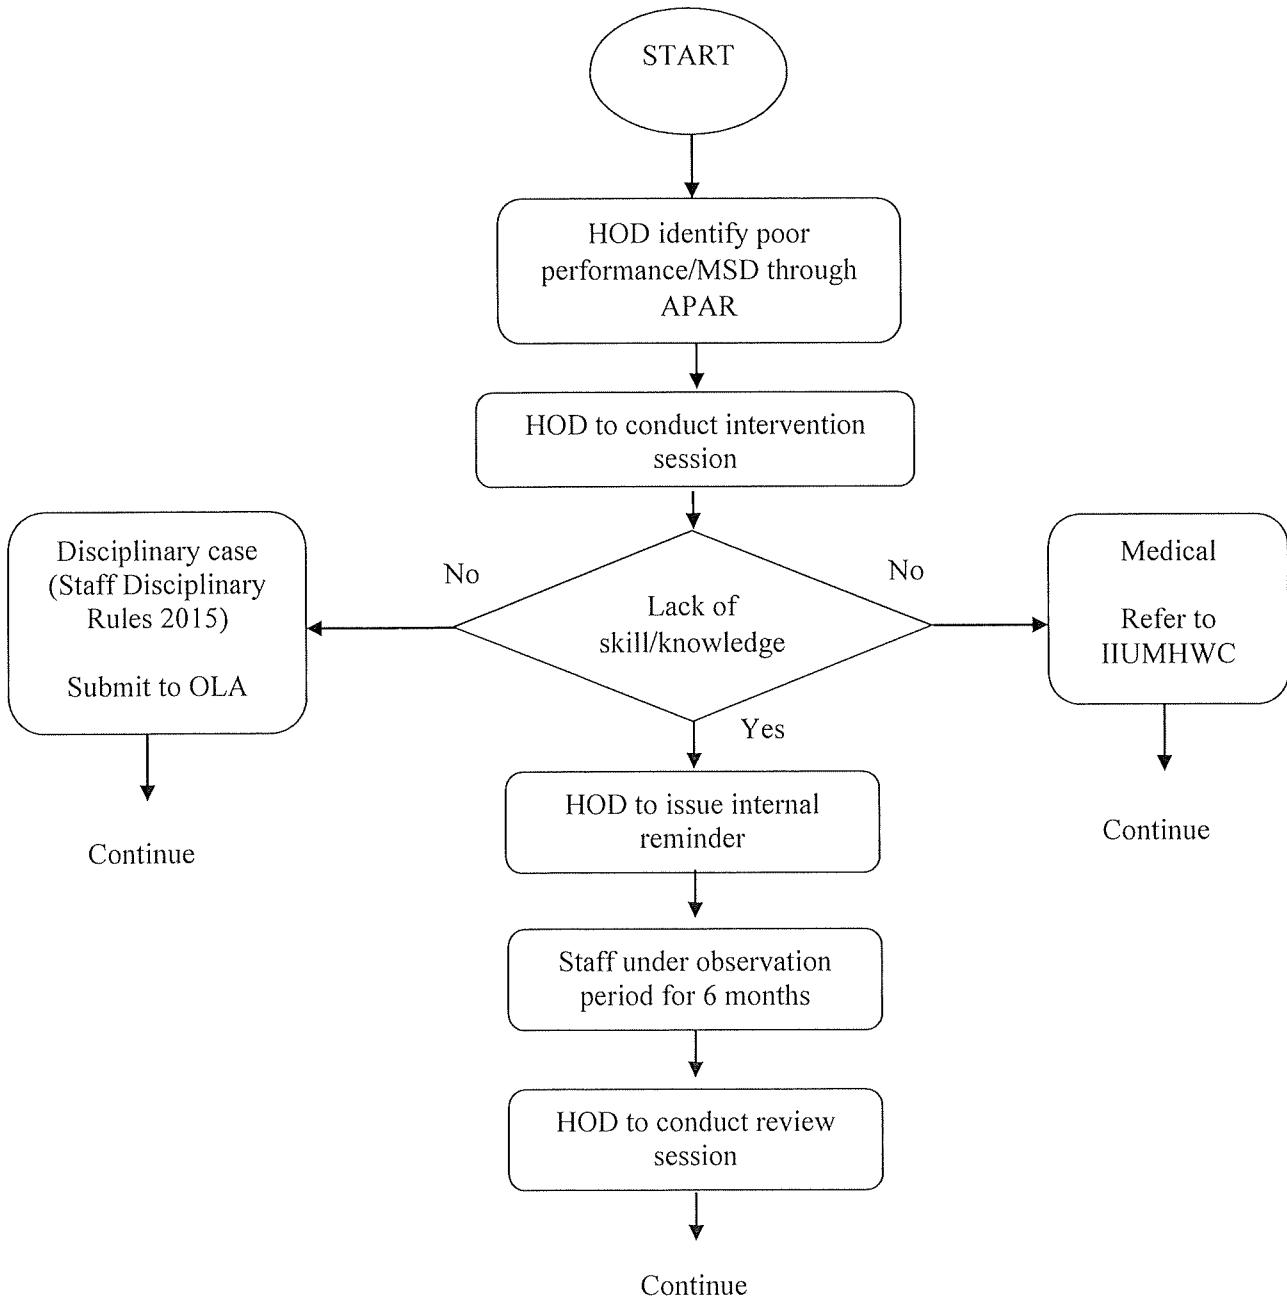 START
HOD identify poor
performance/MSD through
APAR
HOD to conduct intervention
session
Disciplinary case
(Staff Disciplinary
Rules 2015)
Submit to OLA
No
Lack of
skill/knowledge
No
Medical
Refer to
IIUMHWC
Yes
Continue
HOD to issue internal
reminder
Continue
Staff under observation
period for 6 months
HOD to conduct review
session
Continue